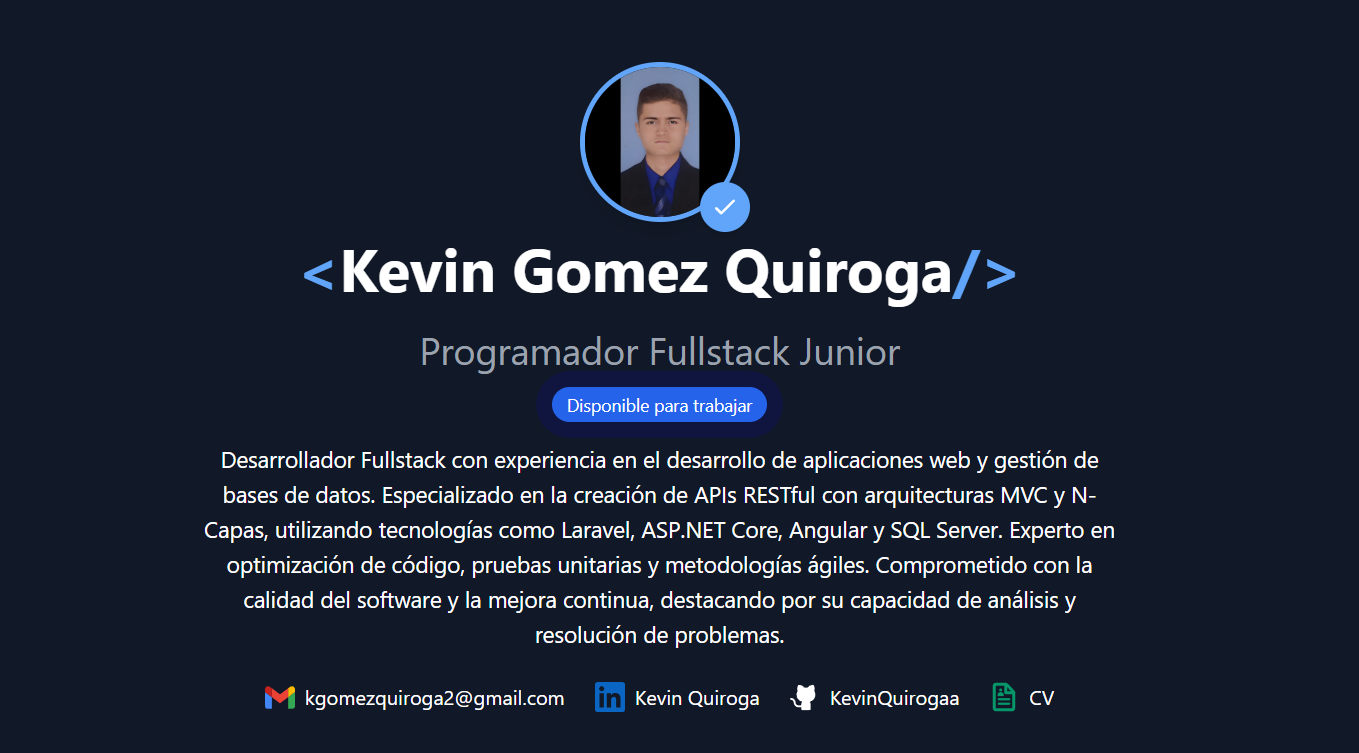 <Kevin Gomez Quiroga/>
Programador Fullstack Junior
Disponible para trabajar
Desarrollador Fullstack con experiencia en el desarrollo de aplicaciones web y gestión de
bases de datos. Especializado en la creación de APIs RESTful con arquitecturas MVC y N-
Capas, utilizando tecnologías como Laravel, ASP.NET Core, Angular y SQL Server. Experto en
optimización de código, pruebas unitarias y metodologías ágiles. Comprometido con la
calidad del software y la mejora continua, destacando por su capacidad de análisis y
resolución de problemas.
kgomezquiroga2@gmail.com in Kevin Quiroga KevinQuirogaa CV